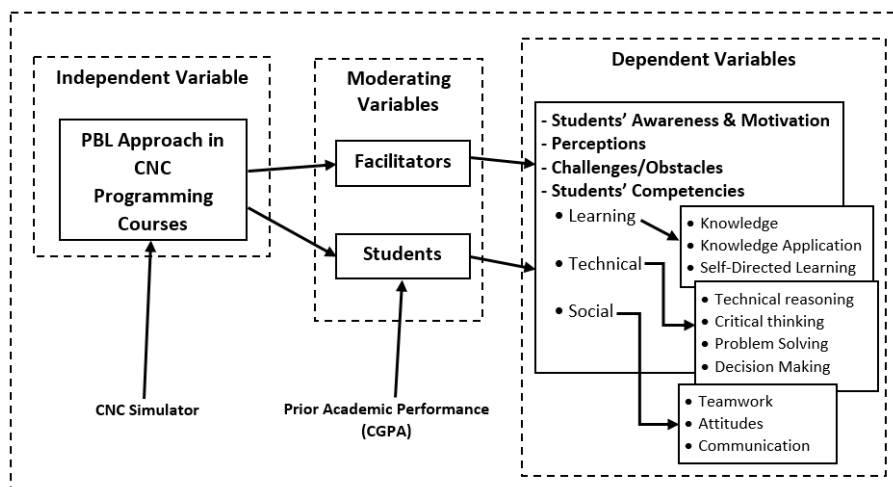 Independent Variable
PBL Approach in
CNC
Programming
Courses
CNC Simulator
Moderating
Variables
Facilitators
Students
Prior Academic Performance
(CGPA)
Dependent Variables
- Students’ Awareness & Motivation
- Perceptions
- Challenges/Obstacles
- Students’ Competencies
• Learning
• Technical
• Social
• Knowledge
• Knowledge Application
• Self-Directed Learning
• Technical reasoning
• Critical thinking
• Problem Solving
• Decision Making
• Teamwork
• Attitudes
• Communication